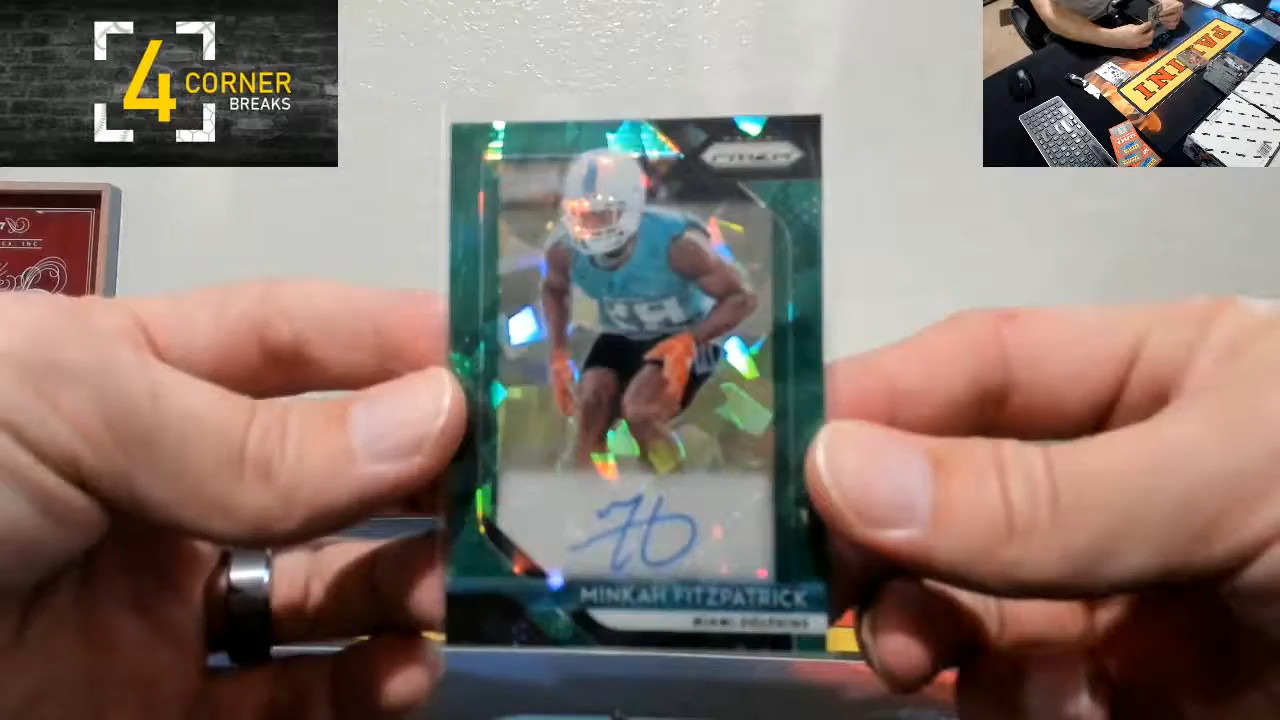 4 CORNER
BREAKS
PANINI
PRIZM
MINKAH FITZPATRICK
MIAMI DOLPHINS